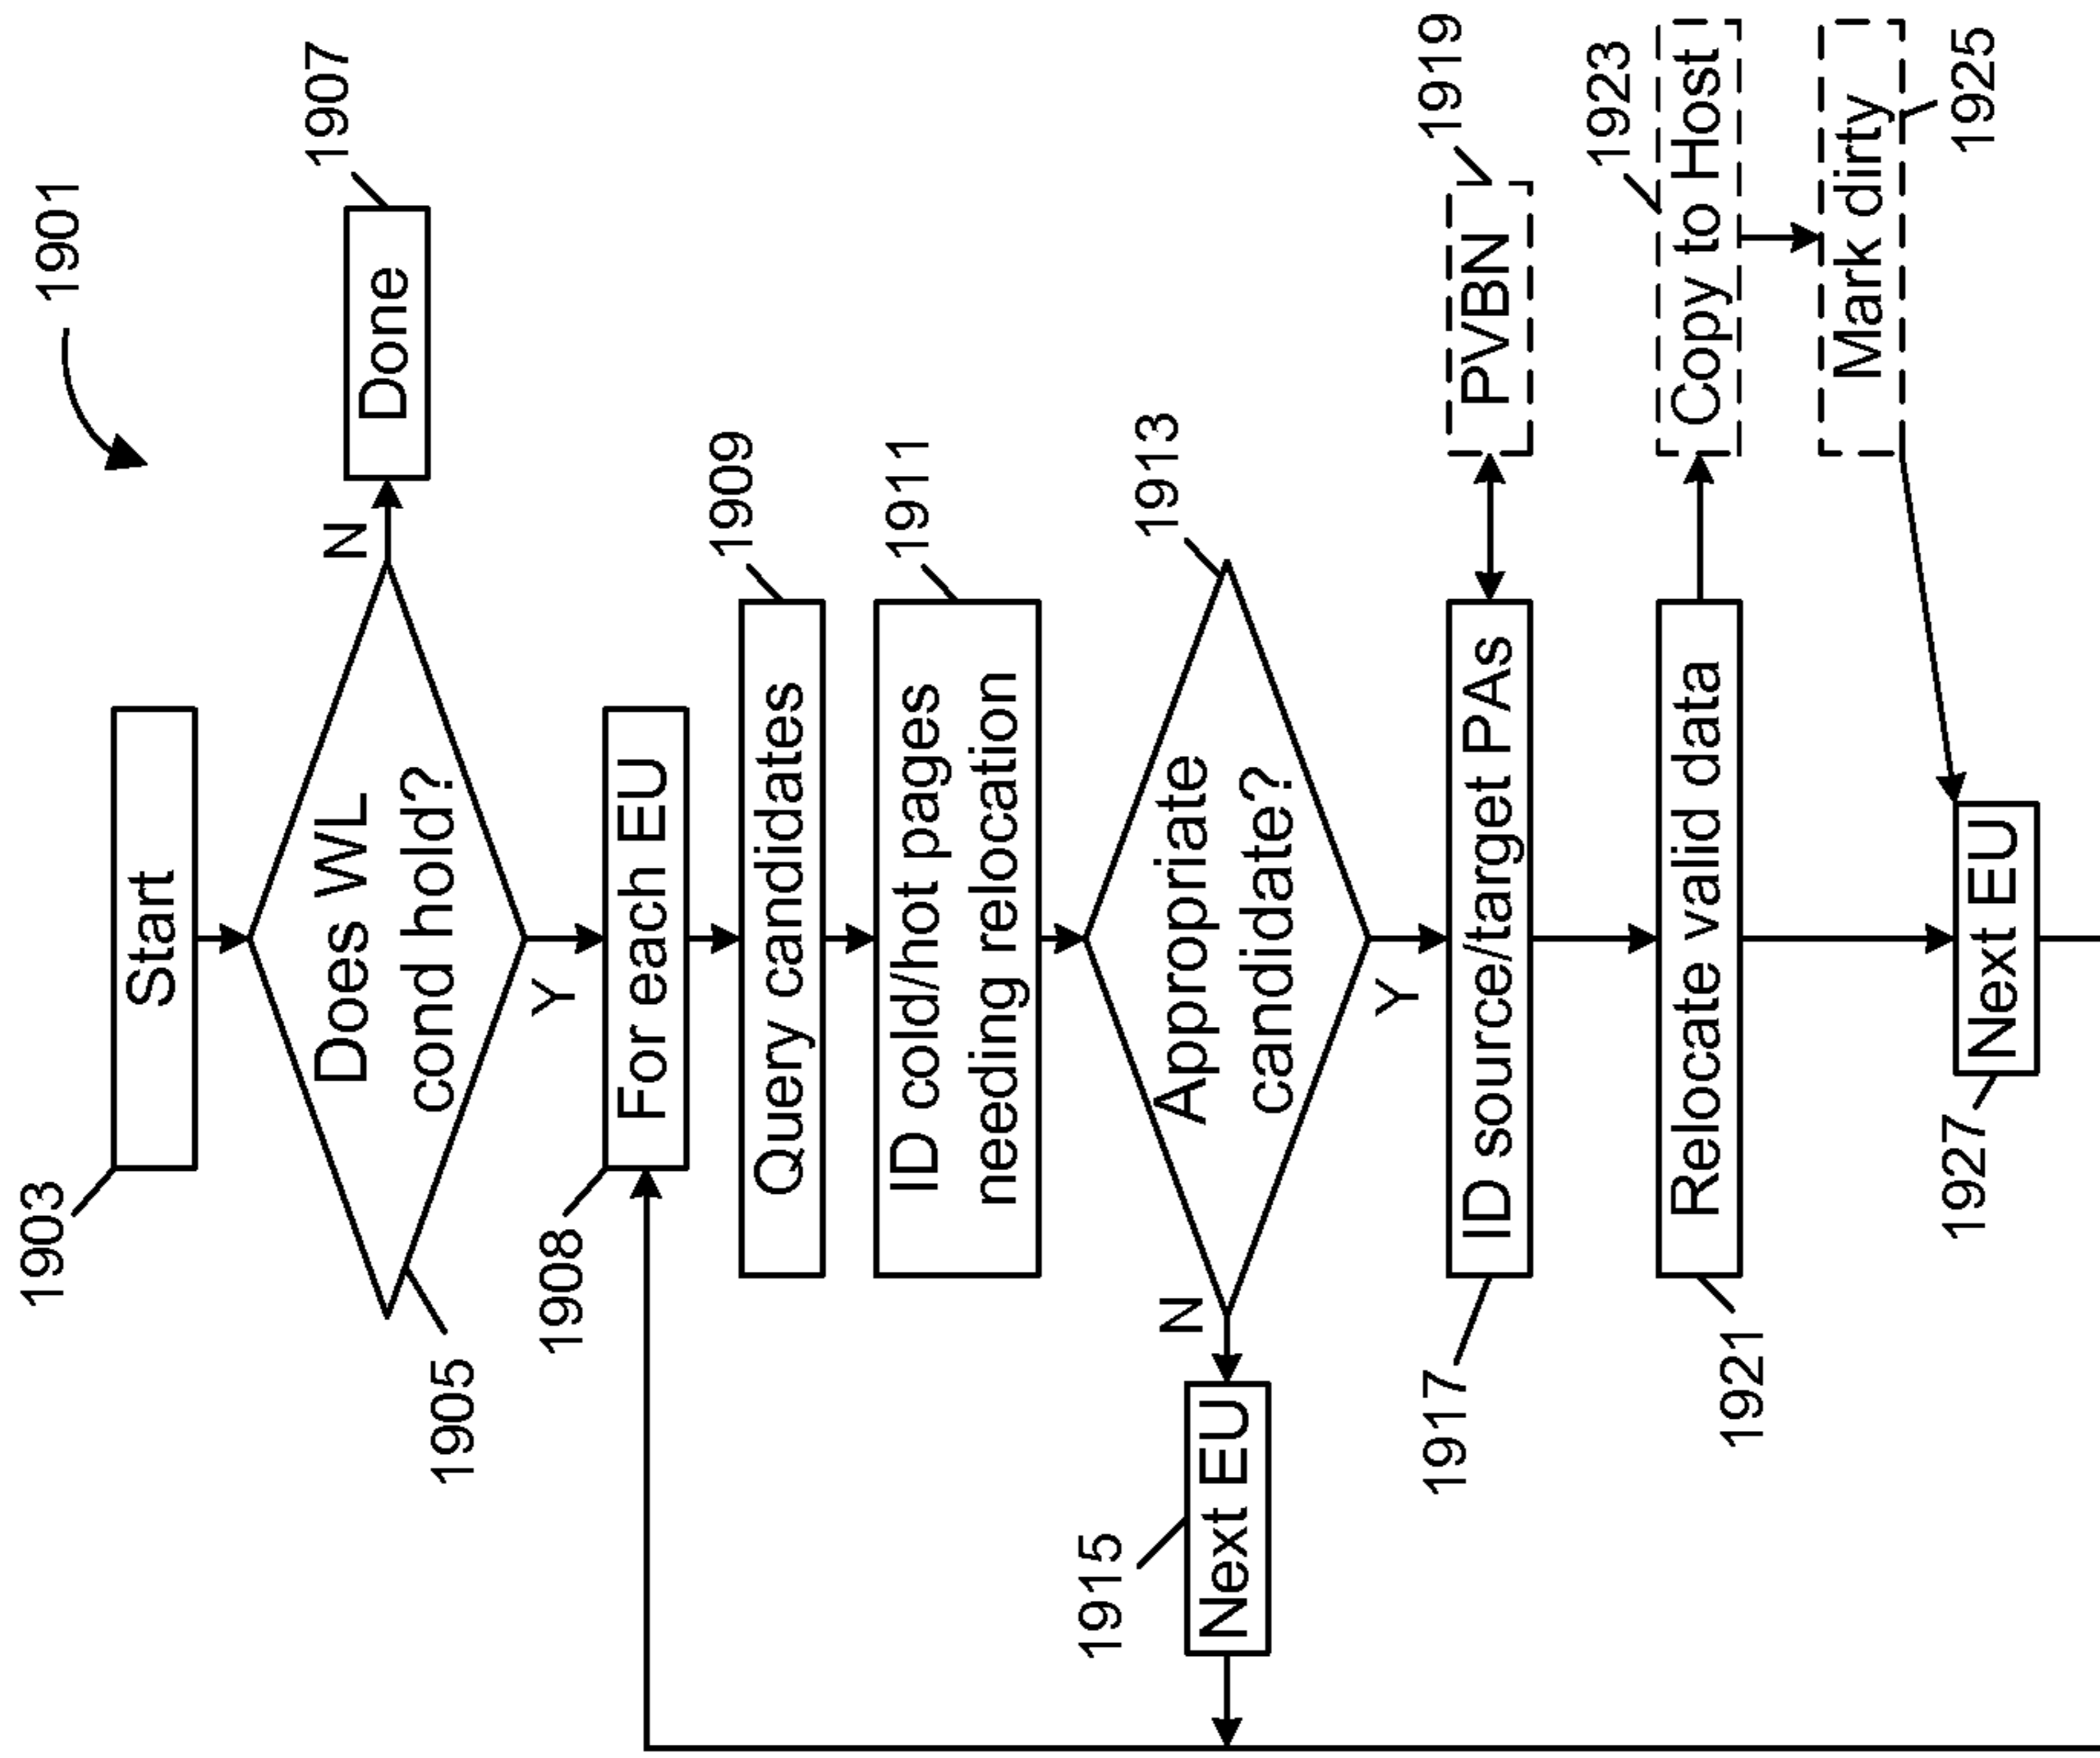 1901
1903
Start
1905
Does WL
cond hold?
N
1907
Done
Y
1908
For each EU
1909
Query candidates
1911
ID cold/hot pages
needing relocation
1913
Appropriate
candidate?
N
1915
Next EU
Y
1917
ID source/target PAs
1919
PVBN
1921
Relocate valid data
1923
Copy to Host
1925
Mark dirty
1927
Next EU